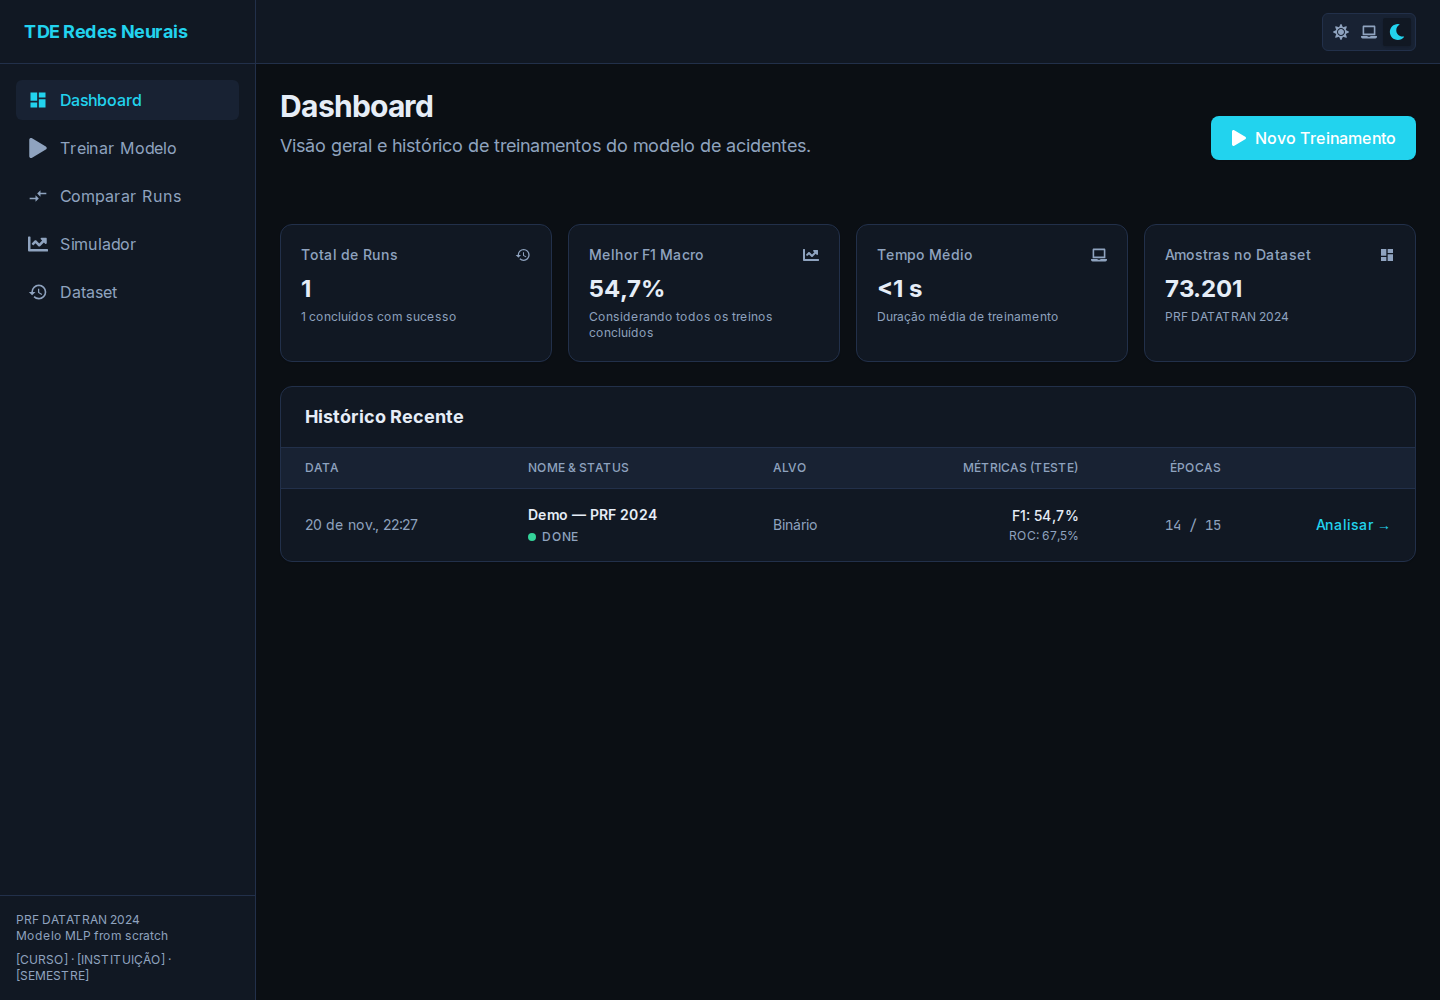 TDE Redes Neurais
Dashboard
Treinar Modelo
Comparar Runs
Simulador
Dataset
PRF DATATRAN 2024
Modelo MLP from scratch
[CURSO] · [INSTITUIÇÃO] ·
[SEMESTRE]
Dashboard
Visão geral e histórico de treinamentos do modelo de acidentes.
Novo Treinamento
Total de Runs
1
1 concluídos com sucesso
Melhor F1 Macro
54,7%
Considerando todos os treinos
concluídos
Tempo Médio
<1 s
Duração média de treinamento
Amostras no Dataset
73.201
PRF DATATRAN 2024
Histórico Recente
DATA NOME & STATUS ALVO MÉTRICAS (TESTE) ÉPOCAS
20 de nov., 22:27 Demo — PRF 2024 Binário F1: 54,7% 14 / 15 Analisar →
DONE ROC: 67,5%